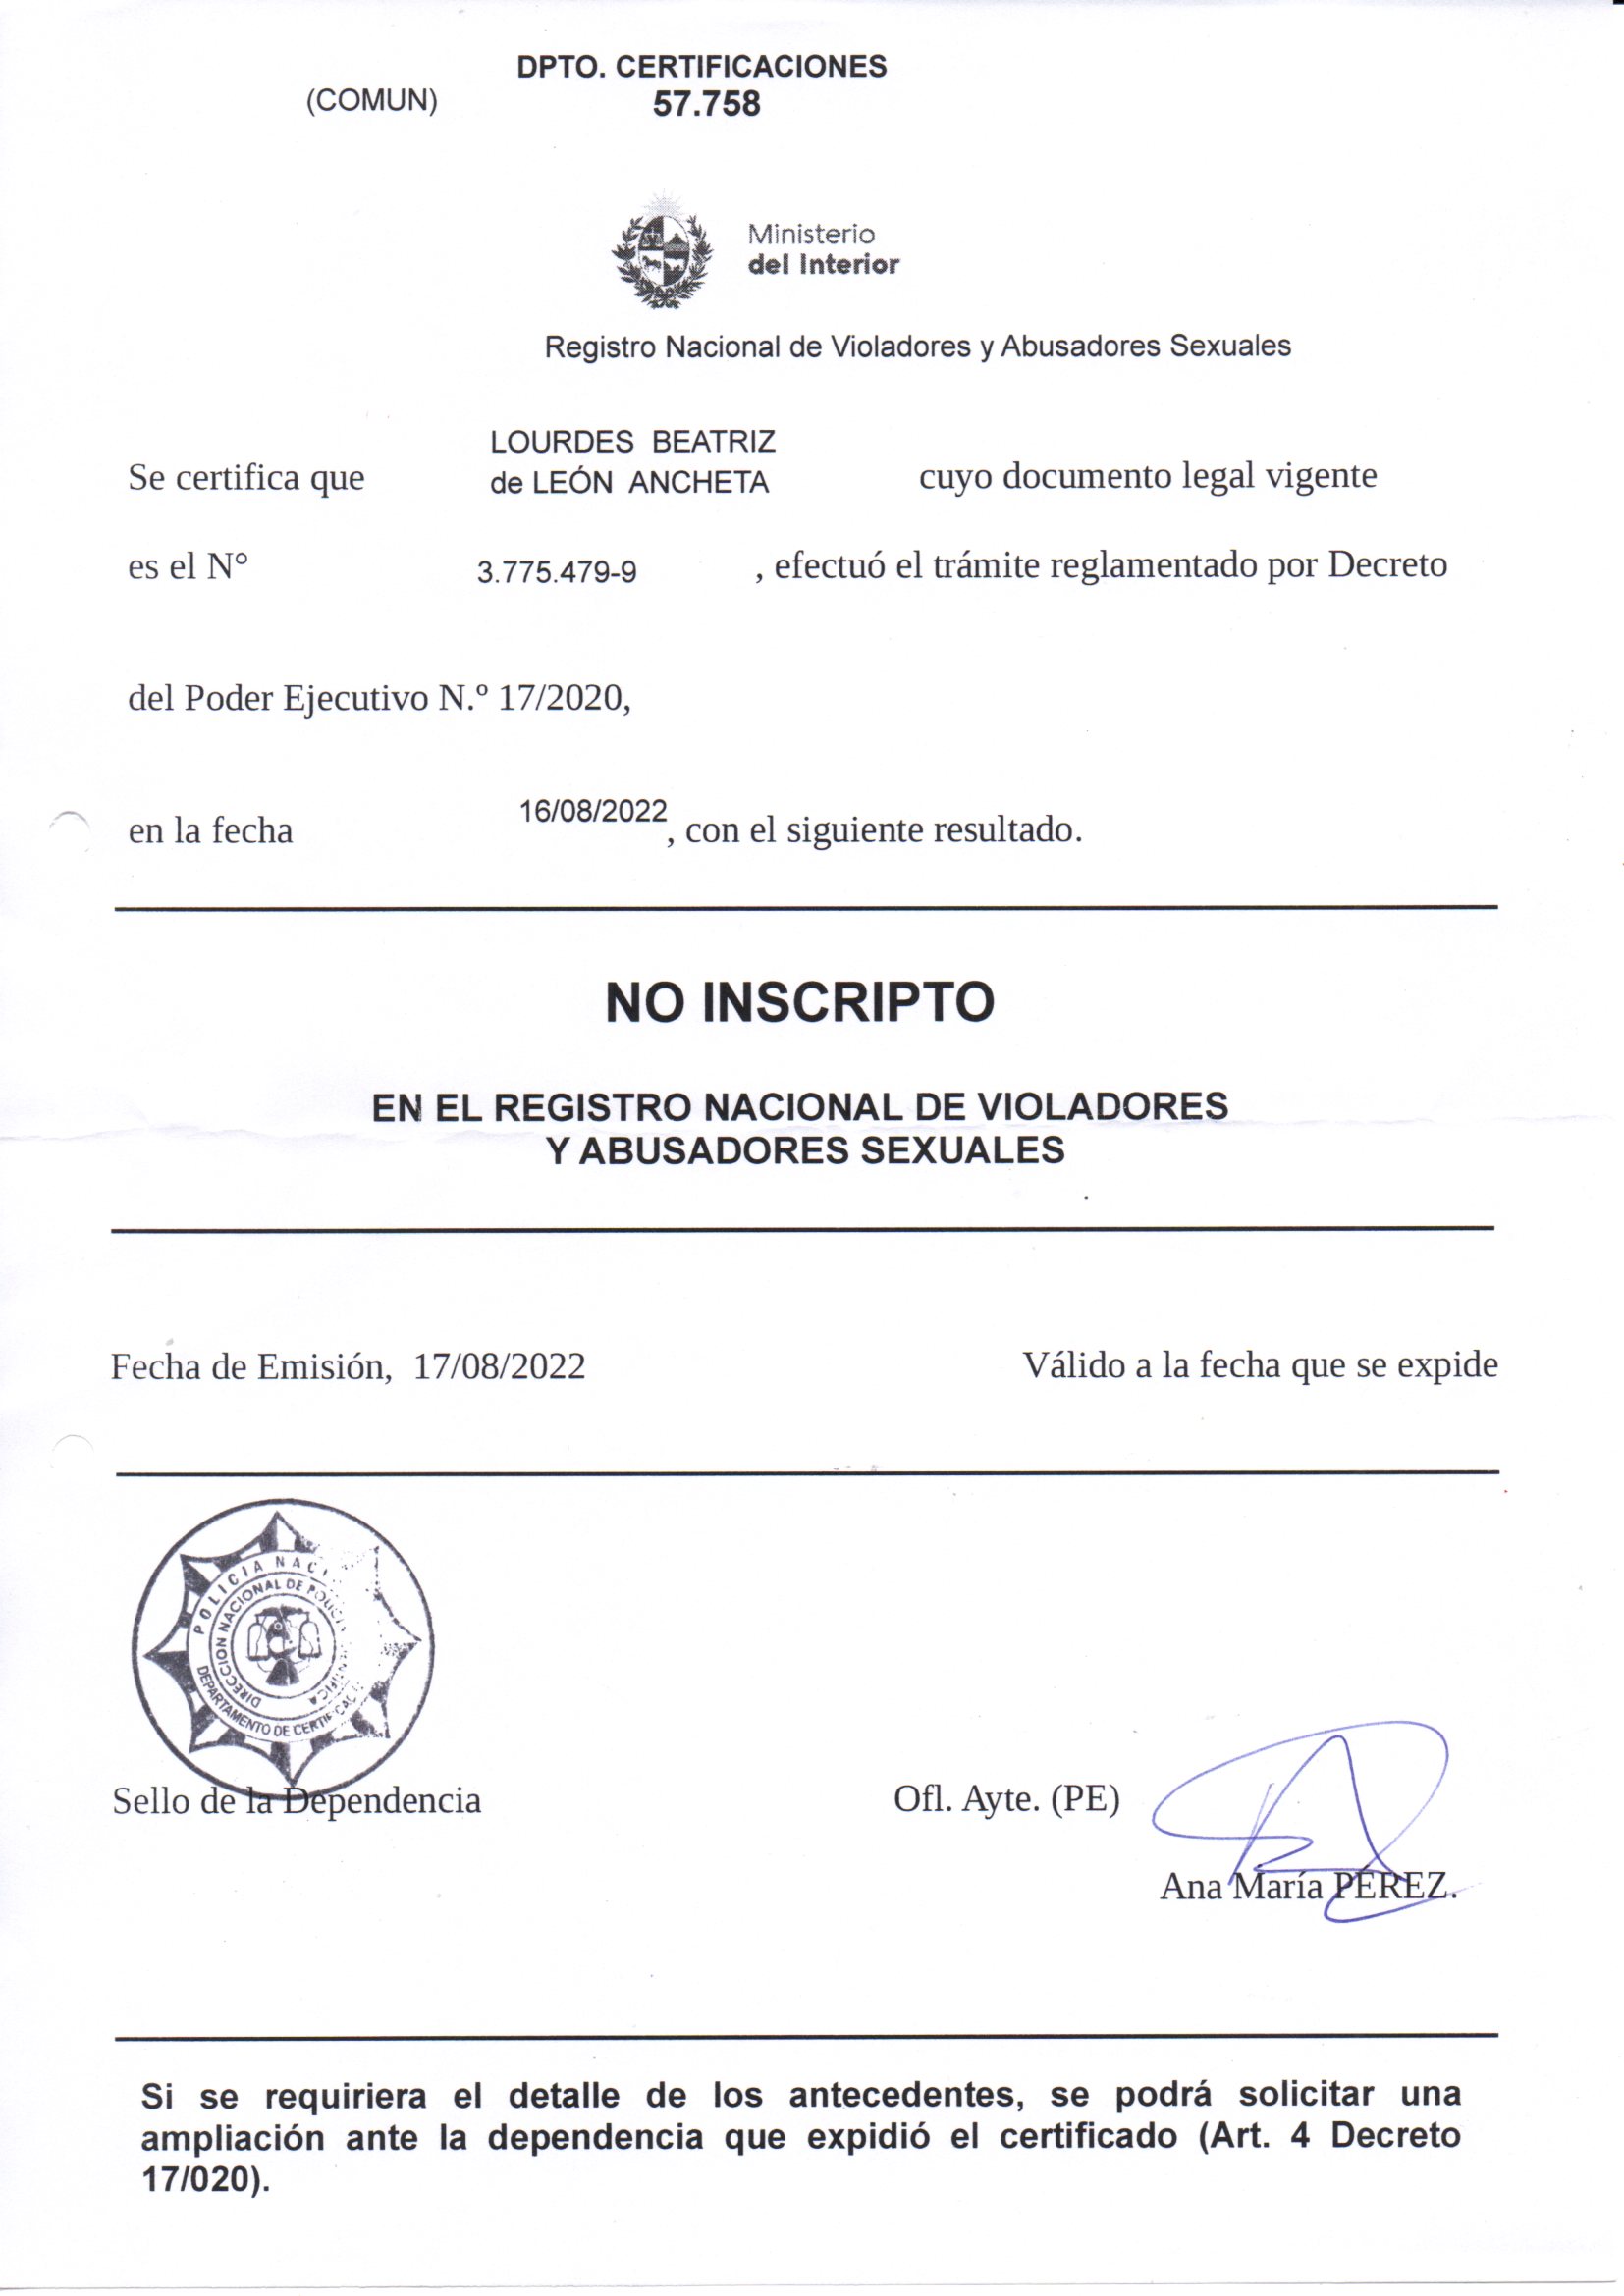 DPTO. CERTIFICACIONES
(COMUN) 57.758
Ministerio
del Interior
Registro Nacional de Violadores y Abusadores Sexuales
LOURDES BEATRIZ
Se certifica que de LEÓN ANCHETA cuyo documento legal vigente
es el N° 3.775.479-9 , efectuó el trámite reglamentado por Decreto
del Poder Ejecutivo N.º 17/2020,
en la fecha 16/08/2022, con el siguiente resultado.
NO INSCRIPTO
EN EL REGISTRO NACIONAL DE VIOLADORES
Y ABUSADORES SEXUALES
Fecha de Emisión, 17/08/2022 Válido a la fecha que se expide
POLICIA
DIRECCION NACIONAL DE
DEPARTAMENTO DE
Sello de la Dependencia Ofl. Ayte. (PE)
Ana María PÉREZ.
Si se requiriera el detalle de los antecedentes, se podrá solicitar una
ampliación ante la dependencia que expidió el certificado (Art. 4 Decreto
17/020).